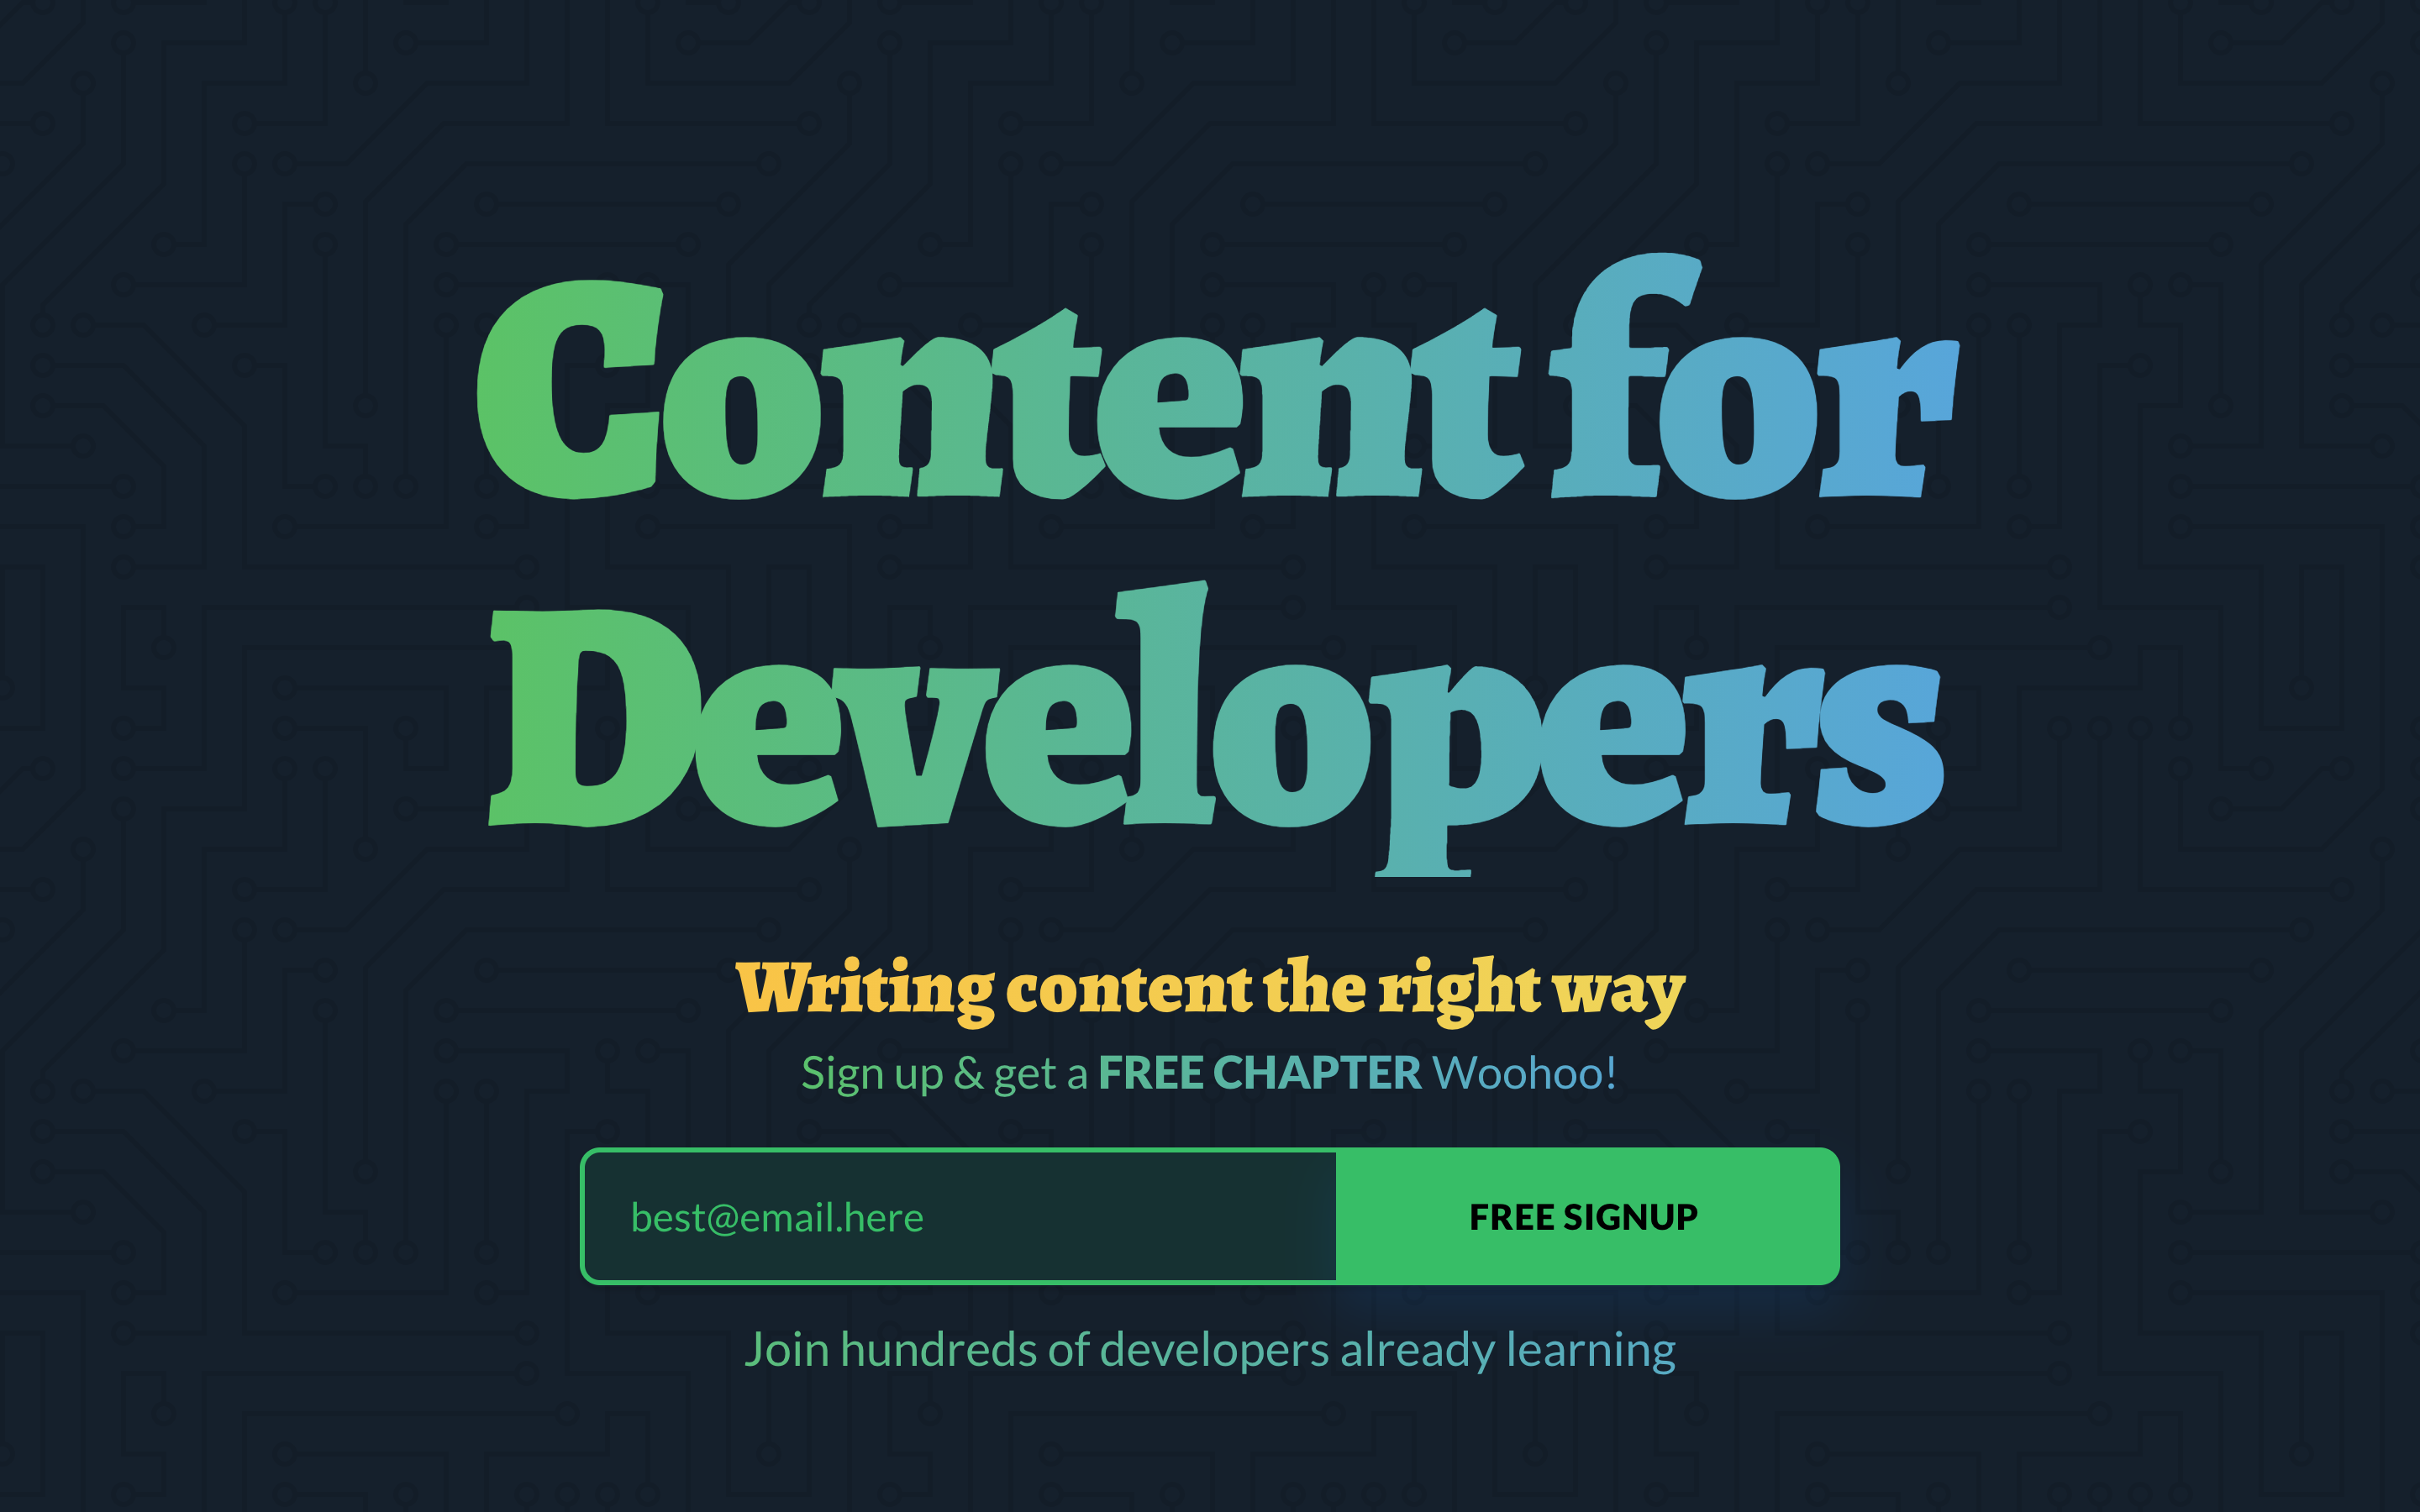 Content for
Developers
Writing content the right way
Sign up & get a FREE CHAPTER Woohoo!
best@email.here
FREE SIGNUP
Join hundreds of developers already learning